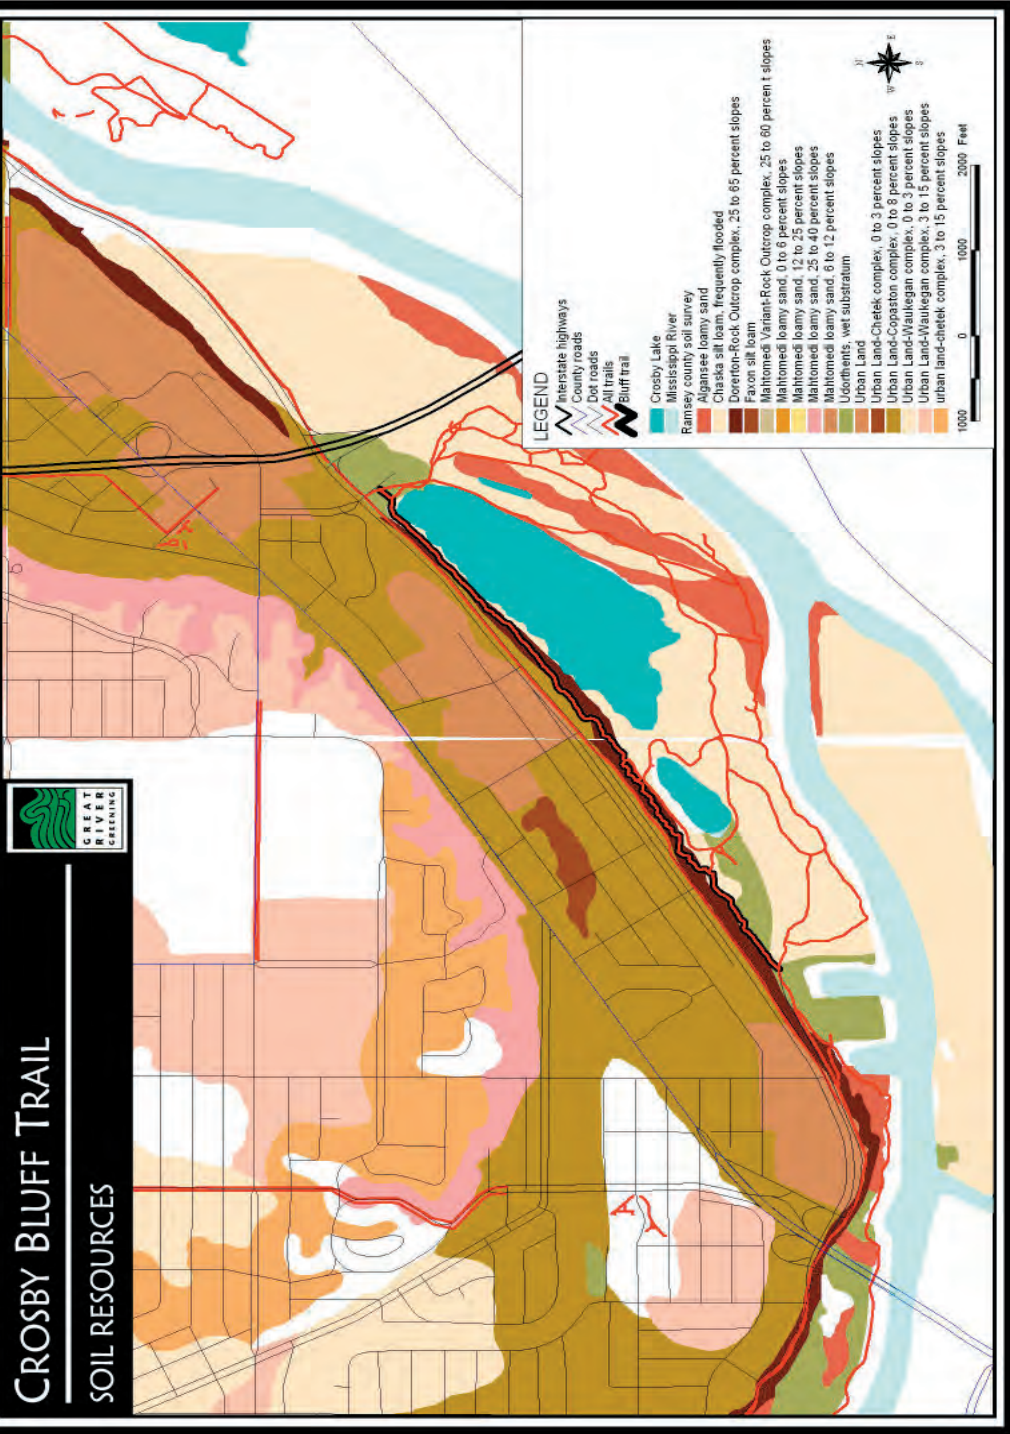 CROSBY BLUFF TRAIL
SOIL RESOURCES
GREAT
RIVER
GREENING
LEGEND
Interstate highways
County roads
Dot roads
All trails
Bluff trail
Crosby Lake
Mississippi River
Ramsey county soil survey
Algansee loamy sand
Chaska silt loam, frequently flooded
Dorerton-Rock Outcrop complex, 25 to 65 percent slopes
Faxon silt loam
Mahtomedi Variant-Rock Outcrop complex, 25 to 60 percen t slopes
Mahtomedi loamy sand, 0 to 6 percent slopes
Mahtomedi loamy sand, 12 to 25 percent slopes
Mahtomedi loamy sand, 25 to 40 percent slopes
Mahtomedi loamy sand, 6 to 12 percent slopes
Udorthents, wet substratum
Urban Land
Urban Land-Chetek complex, 0 to 3 percent slopes
Urban Land-Copaston complex, 0 to 8 percent slopes
Urban Land-Waukegan complex, 0 to 3 percent slopes
Urban Land-Waukegan complex, 3 to 15 percent slopes
urban land-chetek complex, 3 to 15 percent slopes
N
E
S
W
1000 0 1000 2000 Feet